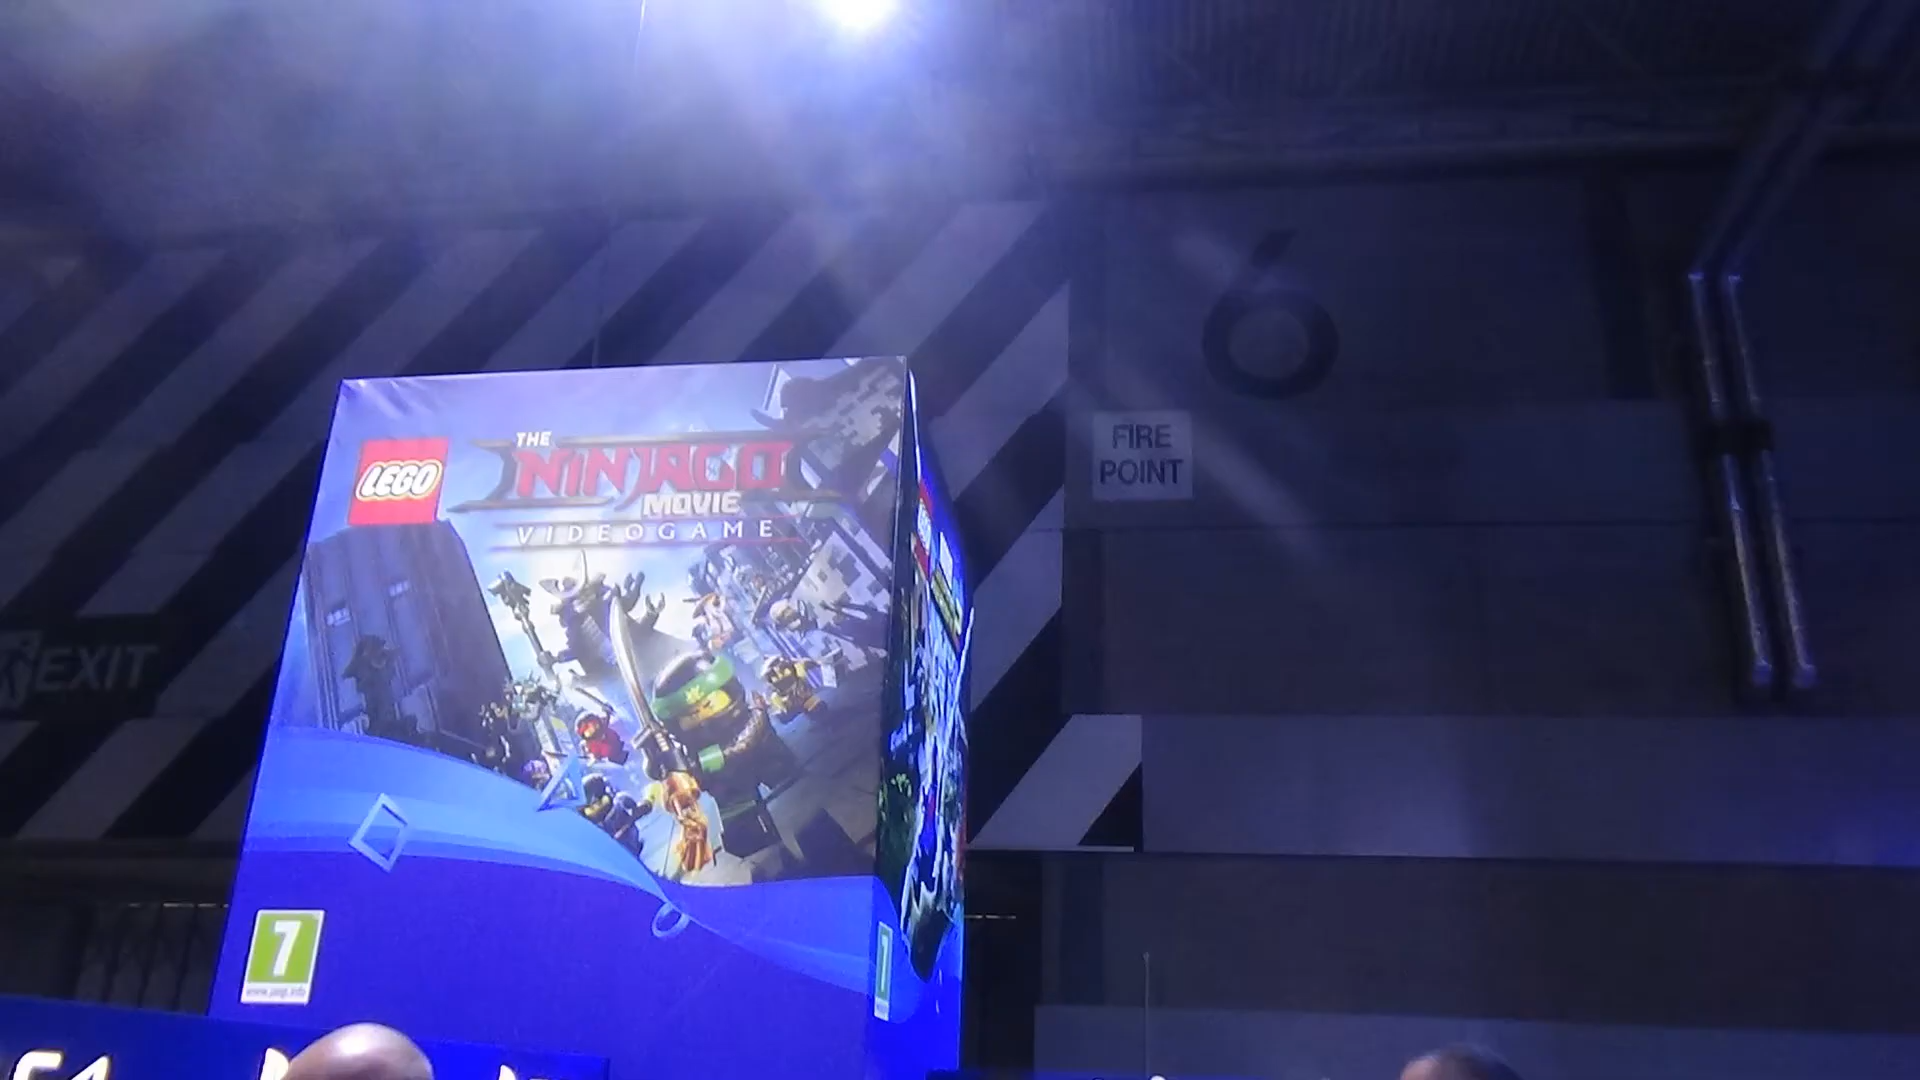 THE
LEGO
NINJAGO
MOVIE
VIDEOGAME
FIRE
POINT
EXIT
7
www.pegi.info